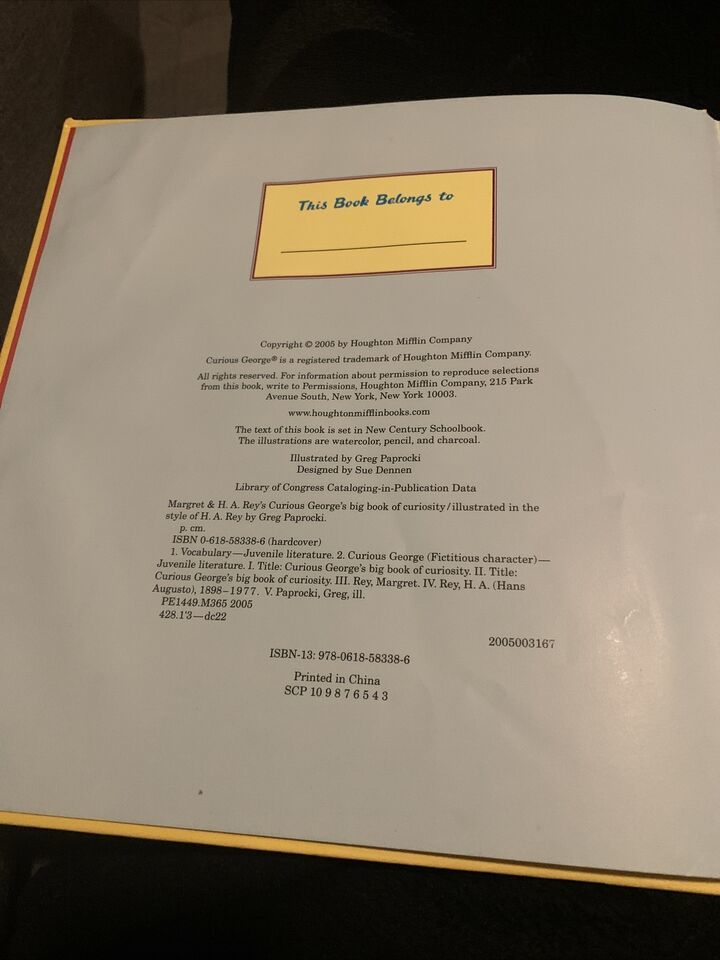 This Book Belongs to
Copyright © 2005 by Houghton Mifflin Company
Curious George® is a registered trademark of Houghton Mifflin Company.
All rights reserved. For information about permission to reproduce selections
from this book, write to Permissions, Houghton Mifflin Company, 215 Park
Avenue South, New York, New York 10003.
www.houghtonmifflinbooks.com
The text of this book is set in New Century Schoolbook.
The illustrations are watercolor, pencil, and charcoal.
Illustrated by Greg Paprocki
Designed by Sue Dennen
Library of Congress Cataloging-in-Publication Data
Margret & H. A. Rey's Curious George's big book of curiosity/illustrated in the
style of H. A. Rey by Greg Paprocki.
p. cm.
ISBN 0-618-58338-6 (hardcover)
1. Vocabulary—Juvenile literature. 2. Curious George (Fictitious character)—
Juvenile literature. I. Title: Curious George's big book of curiosity. II. Title:
Curious George's big book of curiosity. III. Rey, Margret. IV. Rey, H. A. (Hans
Augusto), 1898–1977. V. Paprocki, Greg, ill.
PE1449.M365 2005
428.1'3—dc22
2005003167
ISBN-13: 978-0618-58338-6
Printed in China
SCP 10 9 8 7 6 5 4 3